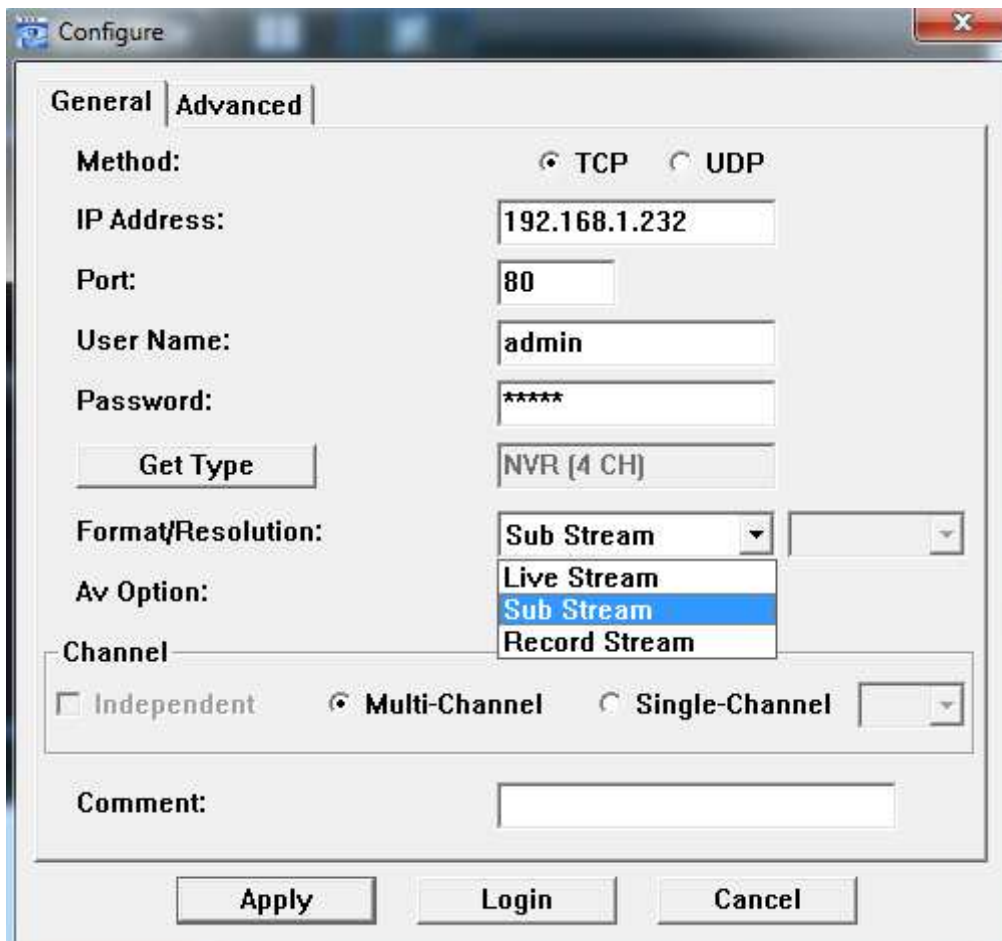 Configure
General Advanced
Method: TCP UDP
IP Address: 192.168.1.232
Port: 80
User Name: admin
Password: *****
Get Type NVR (4 CH)
Format/Resolution: Sub Stream
Live Stream
Av Option: Sub Stream
Record Stream
Channel
Independent Multi-Channel Single-Channel
Comment:
Apply Login Cancel